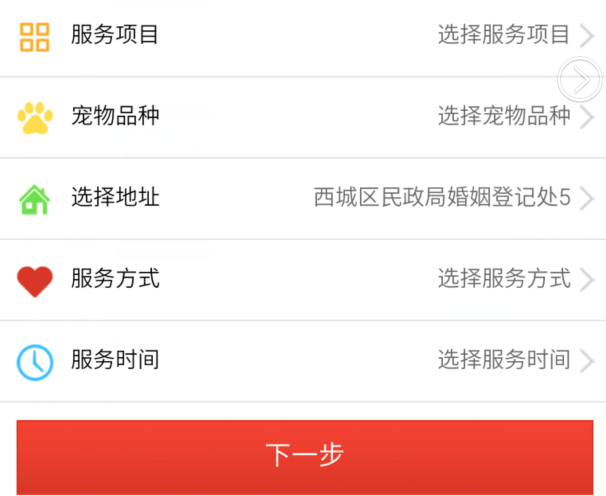 服务项目 选择服务项目
宠物品种 选择宠物品种
选择地址 西城区民政局婚姻登记处5
服务方式 选择服务方式
服务时间 选择服务时间
下一步